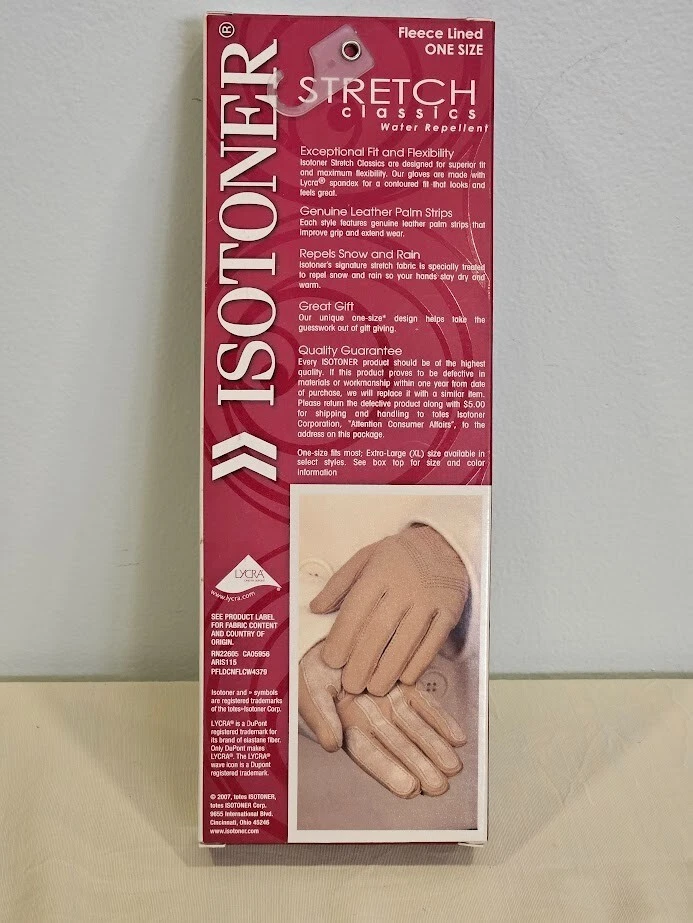 ISOTONER®
Fleece Lined
ONE SIZE
STRETCH
classics
Water Repellent
Exceptional Fit and Flexibility
Isotoner Stretch Classics are designed for superior fit
and maximum flexibility. Our gloves are made with
Lycra® spandex for a contoured fit that looks and
feels great.
Genuine Leather Palm Strips
Each style features genuine leather palm strips that
improve grip and extend wear.
Repels Snow and Rain
Isotoner's signature stretch fabric is specially treated
to repel snow and rain so your hands stay dry and
warm.
Great Gift
Our unique one-size* design helps take the
guesswork out of gift giving.
Quality Guarantee
Every ISOTONER product should be of the highest
quality. If this product proves to be defective in
materials or workmanship within one year from date
of purchase, we will replace it with a similar item.
Please return the defective product along with $5.00
for shipping and handling to totes Isotoner
Corporation, "Attention Consumer Affairs", to the
address on this package.
One-size fits most; Extra-Large (XL) size available in
select styles. See box top for size and color
information
LYCRA
www.lycra.com
SEE PRODUCT LABEL
FOR FABRIC CONTENT
AND COUNTRY OF
ORIGIN.
RN22605 CA05956
ARIS115
PFLDCNFLCW4379
Isotoner and » symbols
are registered trademarks
of the totes»Isotoner Corp.
LYCRA® is a DuPont
registered trademark for
its brand of elastane fiber.
Only DuPont makes
LYCRA®. The LYCRA®
wave icon is a Dupont
registered trademark.
© 2007, totes ISOTONER,
totes ISOTONER Corp.
9655 International Blvd.
Cincinnati, Ohio 45246
www.isotoner.com